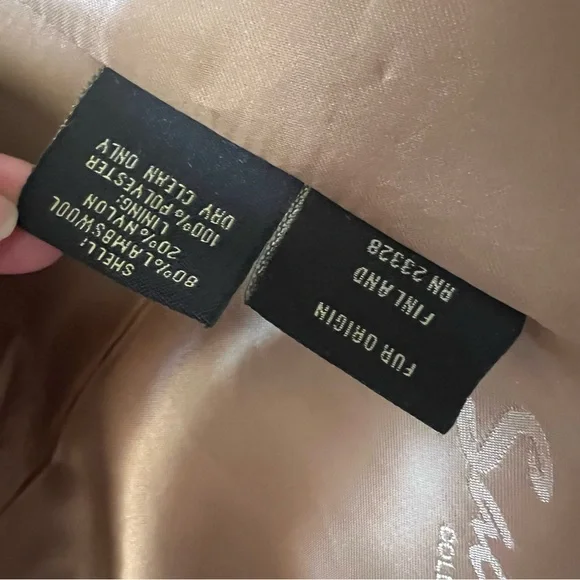 SHELL:
80% LAMBSWOOL
20% NYLON
LINING:
100% POLYESTER
DRY CLEAN ONLY
FUR ORIGIN
FINLAND
RN 23328